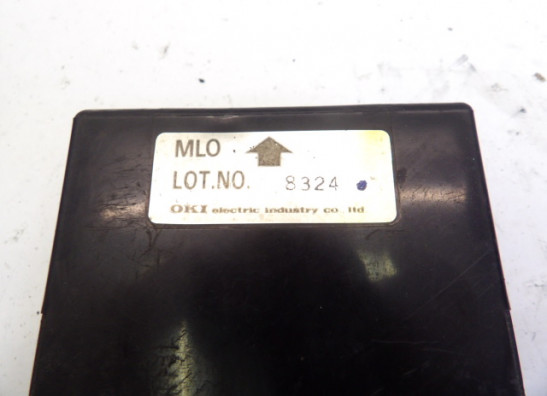 MLO
LOT.NO. 8324
OKI electric industry co ltd